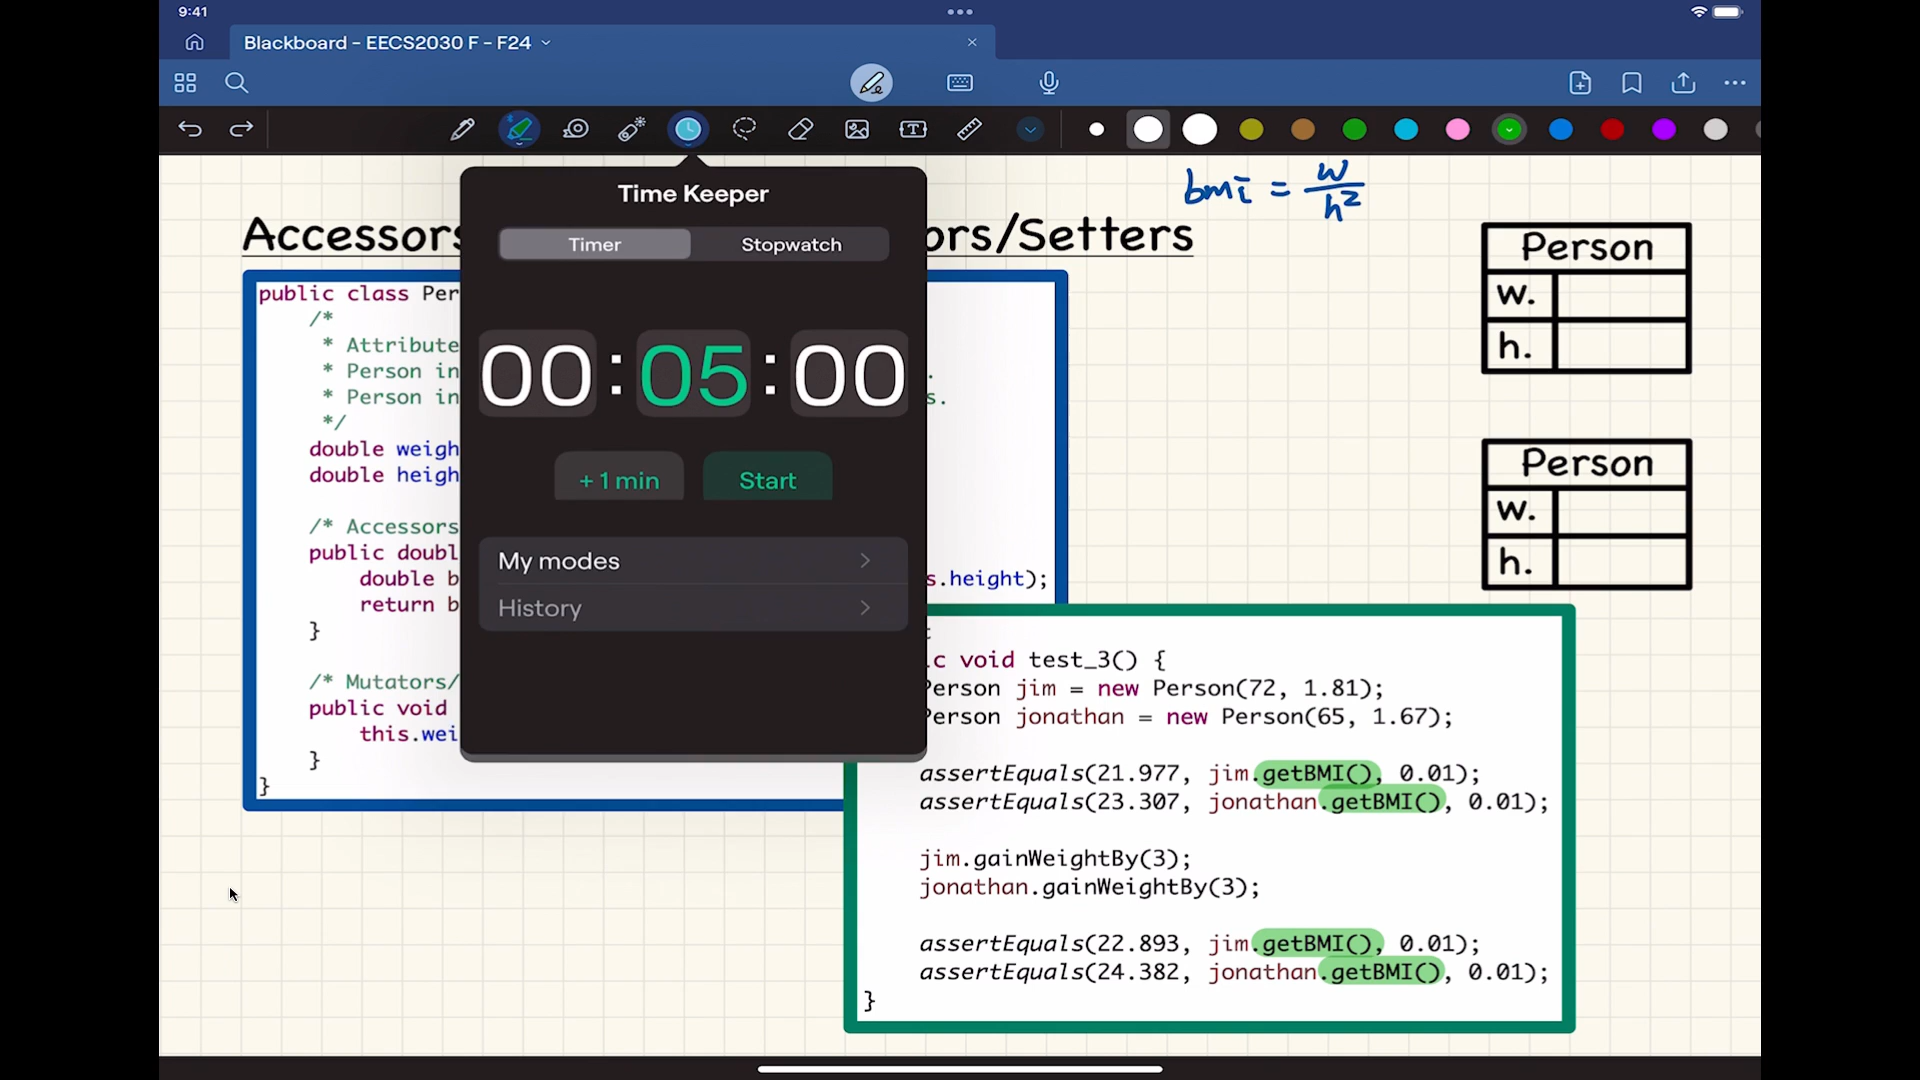 9:41
Blackboard - EECS2030 F - F24
bmi = w
h²
Accessors
ors/Setters
Time Keeper
Timer Stopwatch
00:05:00
+ 1 min Start
My modes
History
public class Per
/*
* Attribute
* Person in
* Person in s.
*/
double weigh
double heigh
/* Accessors
public doubl
double b s.height);
return b
}
/* Mutators/
public void
this.wei
}
}
Person
w.
h.
Person
w.
h.
ic void test_3() {
Person jim = new Person(72, 1.81);
Person jonathan = new Person(65, 1.67);
assertEquals(21.977, jim.getBMI(), 0.01);
assertEquals(23.307, jonathan.getBMI(), 0.01);
jim.gainWeightBy(3);
jonathan.gainWeightBy(3);
assertEquals(22.893, jim.getBMI(), 0.01);
assertEquals(24.382, jonathan.getBMI(), 0.01);
}